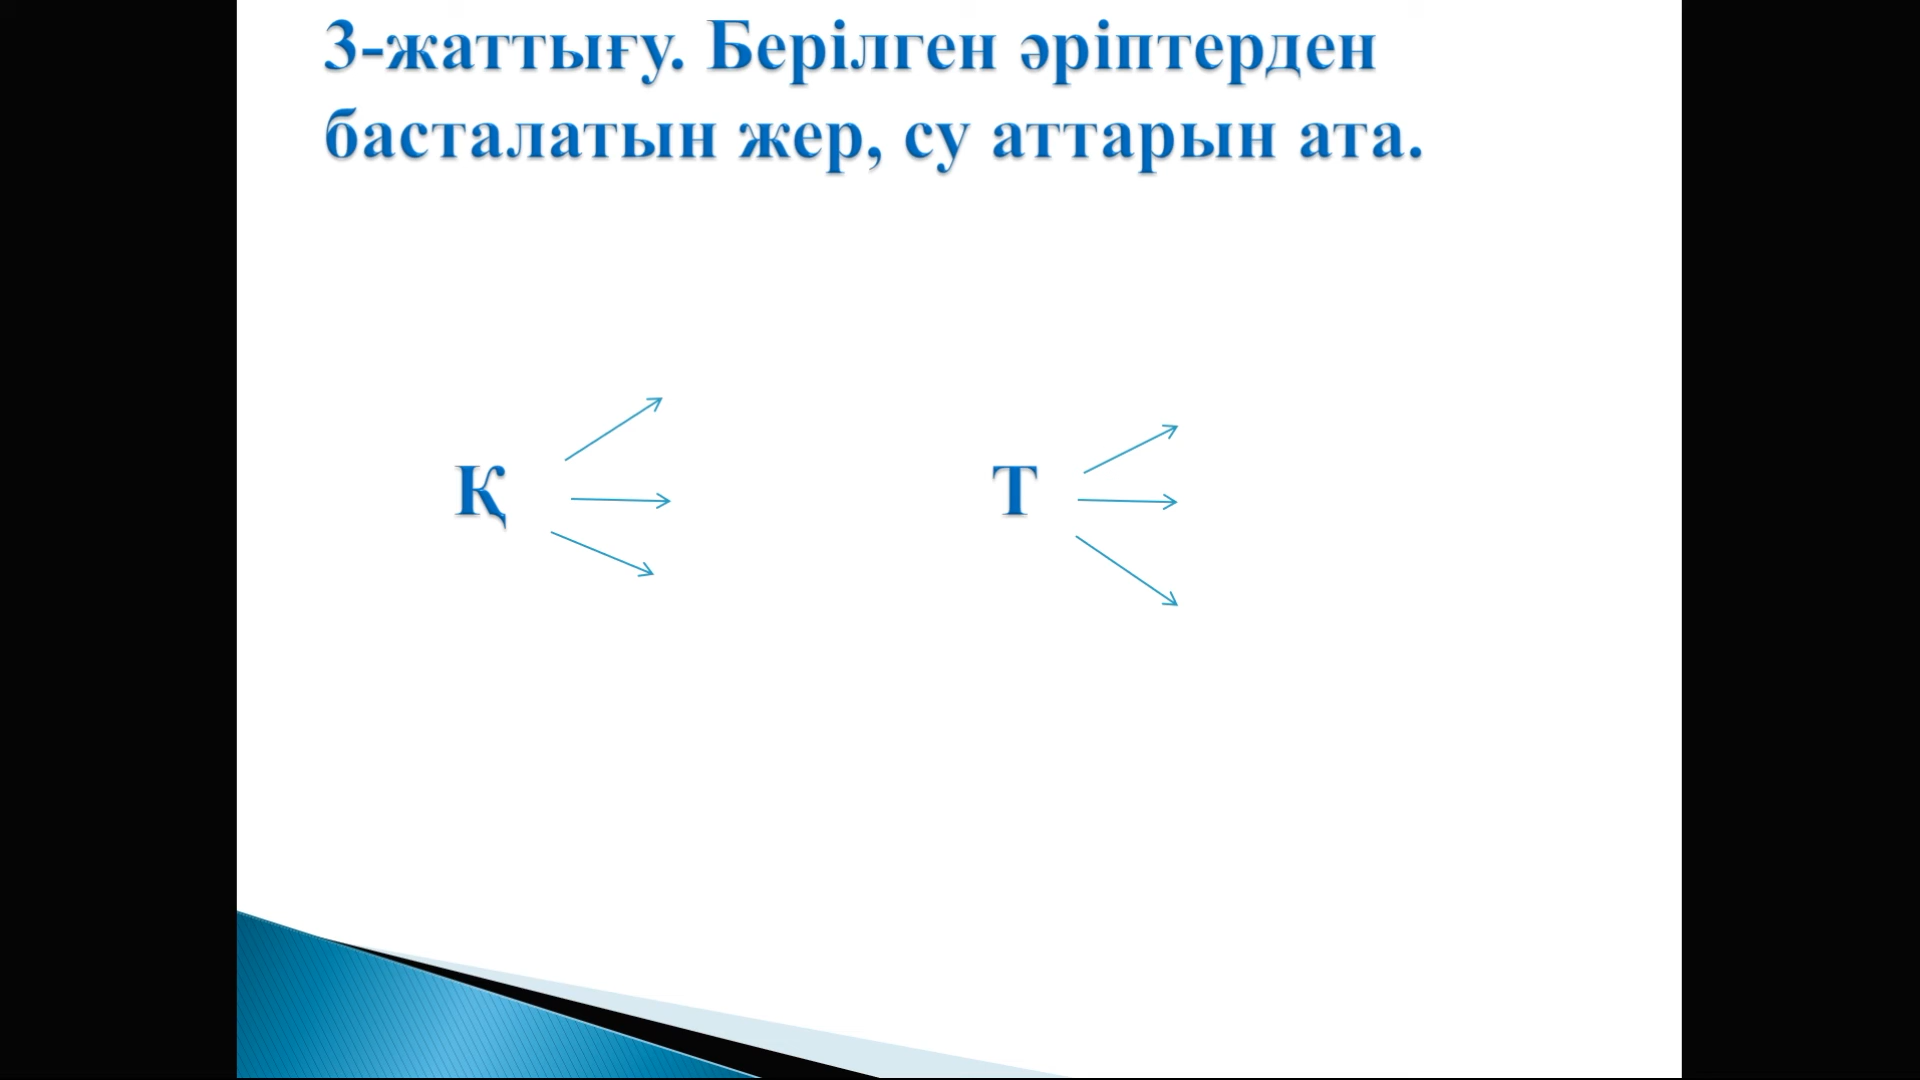 3-жаттығу. Берілген әріптерден
басталатын жер, су аттарын ата.
Қ Т